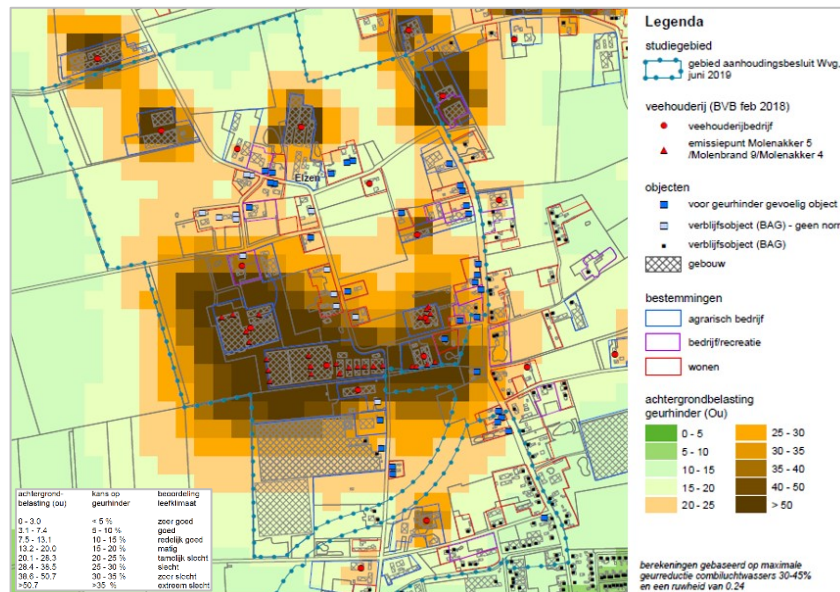 Elzen
Legenda
studiegebied
gebied aanhoudingsbesluit Wvg,
juni 2019
veehouderij (BVB feb 2018)
veehouderijbedrijf
emissiepunt Molenakker 5
/Molenbrand 9/Molenakker 4
objecten
voor geurhinder gevoelig object
verblijfsobject (BAG) - geen norm
verblijfsobject (BAG)
gebouw
bestemmingen
agrarisch bedrijf
bedrijf/recreatie
wonen
achtergrondbelasting
geurhinder (Ou)
0 - 5 25 - 30
5 - 10 30 - 35
10 - 15 35 - 40
15 - 20 40 - 50
20 - 25 > 50
achtergrond- kans op beoordeling
belasting (ou) geurhinder leefklimaat
0 - 3.0 < 5 % zeer goed
3.1 - 7.4 5 - 10 % goed
7.5 - 13.1 10 - 15 % redelijk goed
13.2 - 20.0 15 - 20 % matig
20.1 - 28.3 20 - 25 % tamelijk slecht
28.4 - 38.5 25 - 30 % slecht
38.6 - 50.7 30 - 35 % zeer slecht
>50.7 >35 % extreem slecht
berekeningen gebaseerd op maximale
geurreductie combiluchtwassers 30-45%
en een ruwheid van 0.24